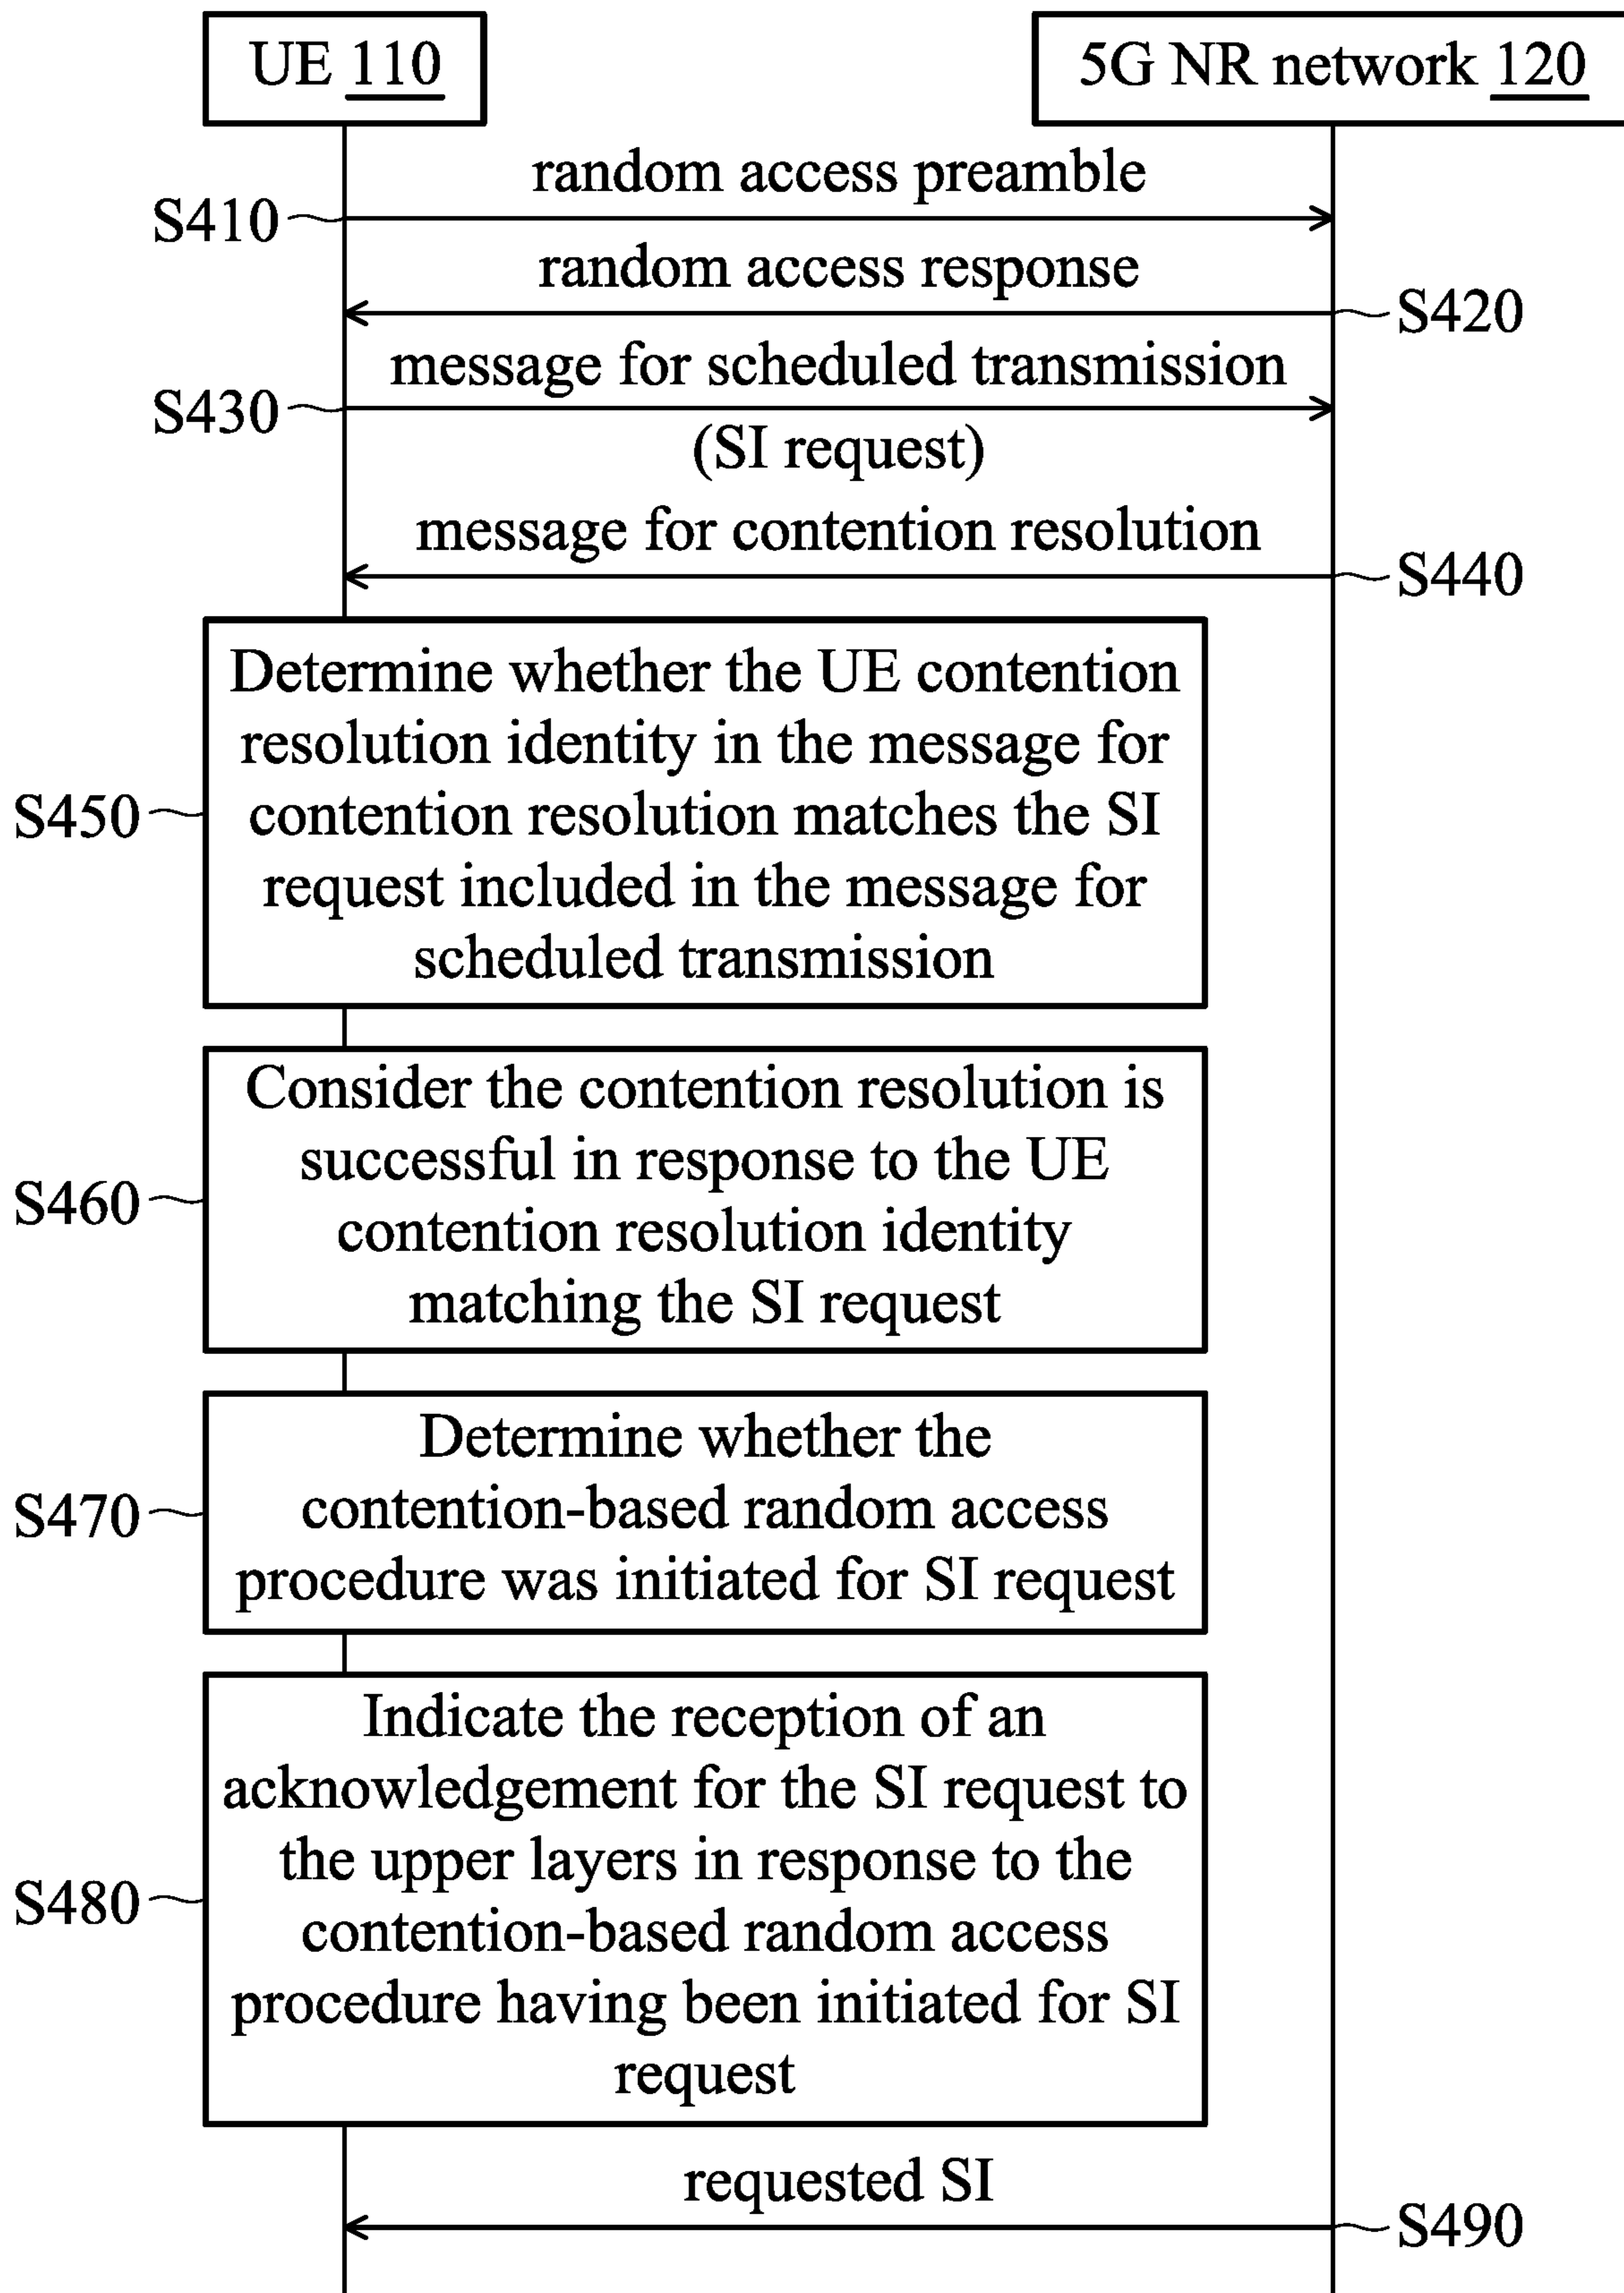 UE 110
5G NR network 120
random access preamble
S410
random access response
S420
message for scheduled transmission
S430
(SI request)
message for contention resolution
S440
Determine whether the UE contention
resolution identity in the message for
contention resolution matches the SI
request included in the message for
scheduled transmission
S450
Consider the contention resolution is
successful in response to the UE
contention resolution identity
matching the SI request
S460
Determine whether the
contention-based random access
procedure was initiated for SI request
S470
Indicate the reception of an
acknowledgement for the SI request to
the upper layers in response to the
contention-based random access
procedure having been initiated for SI
request
S480
requested SI
S490